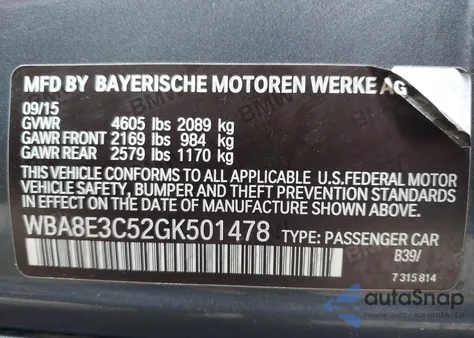 MFD BY BAYERISCHE MOTOREN WERKE AG
09/15
GVWR 4605 lbs 2089 kg
GAWR FRONT 2169 lbs 984 kg
GAWR REAR 2579 lbs 1170 kg
THIS VEHICLE CONFORMS TO ALL APPLICABLE U.S.FEDERAL MOTOR
VEHICLE SAFETY, BUMPER AND THEFT PREVENTION STANDARDS
IN EFFECT ON THE DATE OF MANUFACTURE SHOWN ABOVE.
WBA8E3C52GK501478 TYPE: PASSENGER CAR
B39/
7 315 814
autoSnap